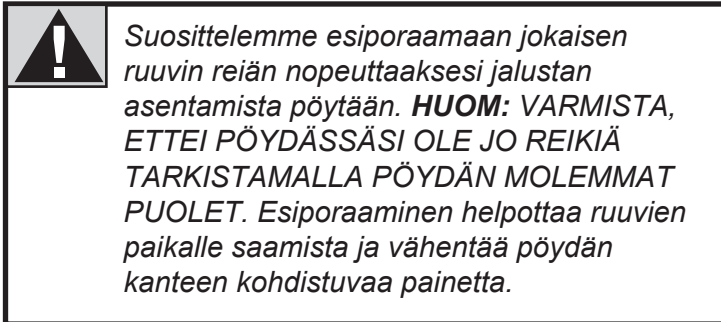 Suosittelemme esiporaamaan jokaisen
ruuvin reiän nopeuttaaksesi jalustan
asentamista pöytään. HUOM: VARMISTA,
ETTEI PÖYDÄSSÄSI OLE JO REIKIÄ
TARKISTAMALLA PÖYDÄN MOLEMMAT
PUOLET. Esiporaaminen helpottaa ruuvien
paikalle saamista ja vähentää pöydän
kanteen kohdistuvaa painetta.